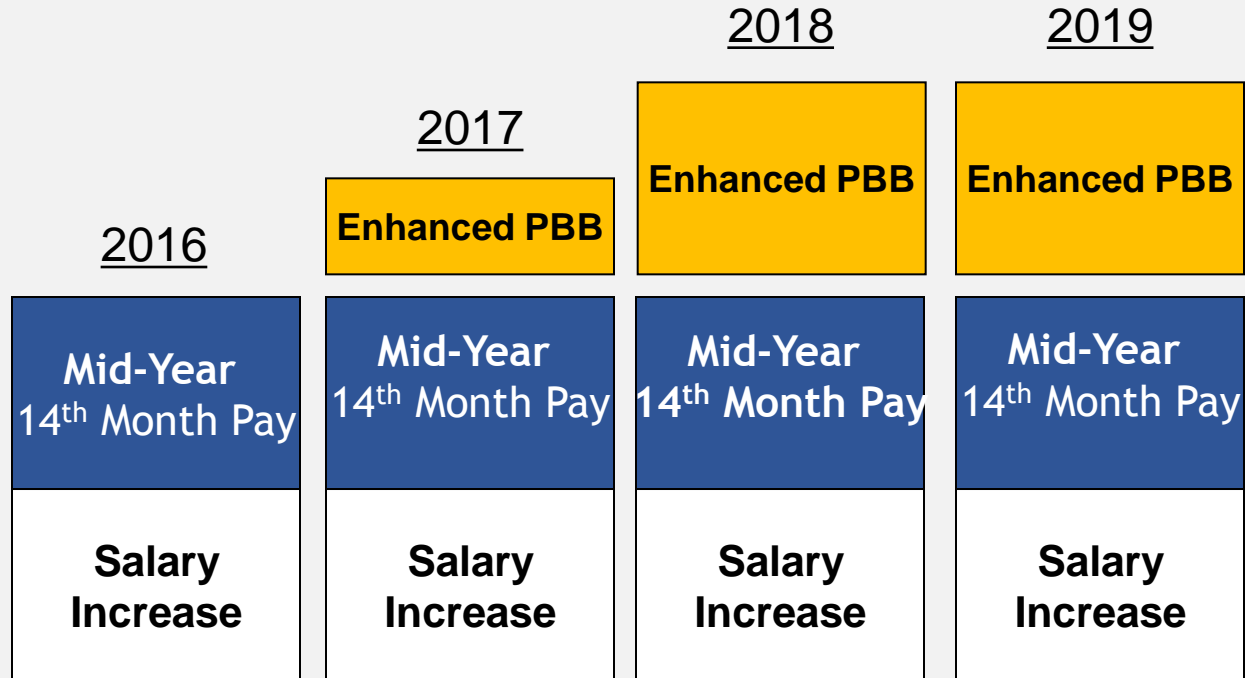 2018
2019
2017
Enhanced PBB
Enhanced PBB
Enhanced PBB
2016
Mid-Year
14th Month Pay
Mid-Year
14th Month Pay
Mid-Year
14th Month Pay
Mid-Year
14th Month Pay
Salary
Increase
Salary
Increase
Salary
Increase
Salary
Increase